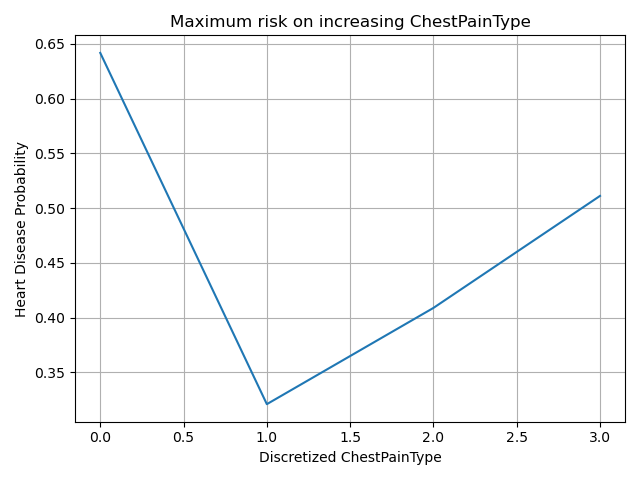 Maximum risk on increasing ChestPainType
Heart Disease Probability
0.65
0.60
0.55
0.50
0.45
0.40
0.35
0.0 0.5 1.0 1.5 2.0 2.5 3.0
Discretized ChestPainType